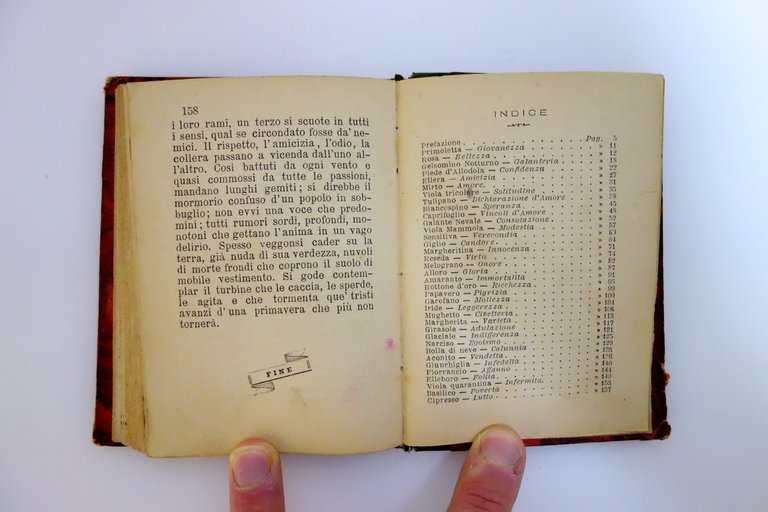 158
i loro rami, un terzo si scuote in tutti
i sensi, qual se circondato fosse da' ne-
mici. Il rispetto, l'amicizia, l'odio, la
collera passano a vicenda dall'uno al-
l'altro. Così battuti da ogni vento e
quasi commossi da tutte le passioni,
mandano lunghi gemiti; si direbbe il
mormorio confuso d'un popolo in sob-
buglio; non evvi una voce che predo-
mini; tutti rumori sordi, profondi, mo-
notoni che gettano l'anima in un vago
delirio. Spesso veggonsi cader su la
terra, già nuda di sua verdezza, nuvoli
di morte frondi che coprono il suolo di
mobile vestimento. Si gode contem-
plar il turbine che le caccia, le sperde,
le agita e che tormenta que' tristi
avanzi d'una primavera che più non
tornerà.
FINE
INDICE
Prefazione Pag. 5
Primoletta — Giovanezza » 11
Rosa — Bellezza » 12
Gelsomino Notturno — Galanteria » 18
Piede d'Allodola — Confidenza » 22
Ellera — Amicizia » 27
Mirto — Amore » 31
Viola tricolore — Solitudine » 35
Tulipano — Dichiarazione d'Amore » 38
Biancospino — Speranza » 45
Caprifoglio — Vincoli d'Amore » 48
Galante Nevale — Consolazione » 52
Viola Mammola — Modestia » 57
Sensitiva — Verecondia »
Giglio — Candore »
Margheritina — Innocenza » 71
Reseda — Virtù » 74
Melograno — Onore » 82
Alloro — Gloria » 87
Amaranto — Immortalità » 91
Bottone d'oro — Ricchezza » 95
Papavero — Pigrizia » 99
Garofano — Mollezza » 100
Iride — Leggerezza » 104
Mughetto — Civetteria » 108
Margherita — Varietà » 113
Girasole — Adulazione » 117
Glaciale — Indifferenza » 121
Narciso — Egoismo » 125
Bolla di neve — Calunnia » 129
Aconito — Vendetta »
Giunchiglia — Infedeltà » 136
Fiorrancio — Affanno » 140
Elleboro — Follia » 144
Viola quarantina — Infermità »
Basilico — Povertà » 153
Cipresso — Lutto » 157